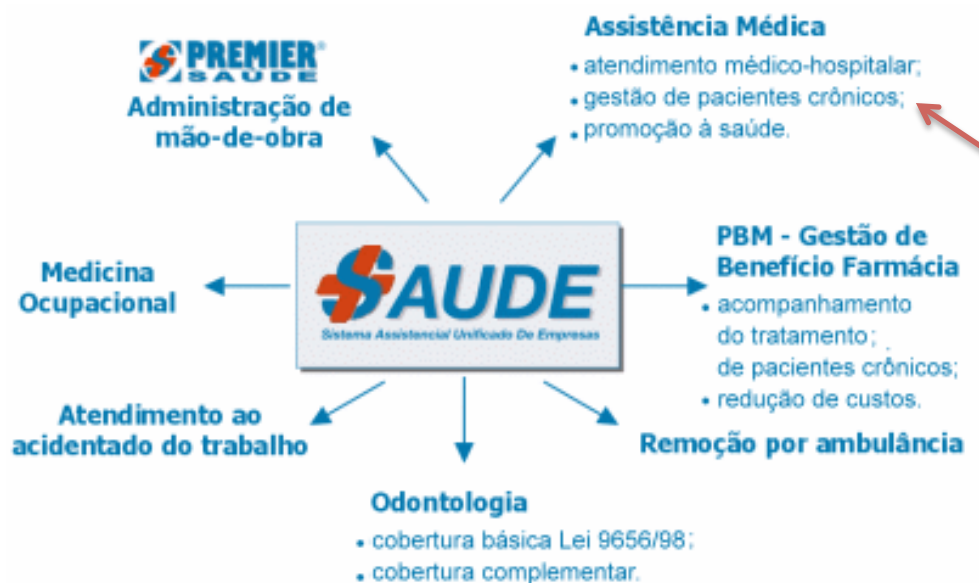 PREMIER®
SAÚDE
Administração de
mão-de-obra
Assistência Médica
• atendimento médico-hospitalar;
• gestão de pacientes crônicos;
• promoção à saúde.
Medicina
Ocupacional
SAUDE
Sistema Assistencial Unificado De Empresas
PBM - Gestão de
Benefício Farmácia
• acompanhamento
do tratamento;
de pacientes crônicos;
• redução de custos.
Atendimento ao
acidentado do trabalho
Remoção por ambulância
Odontologia
• cobertura básica Lei 9656/98;
• cobertura complementar.